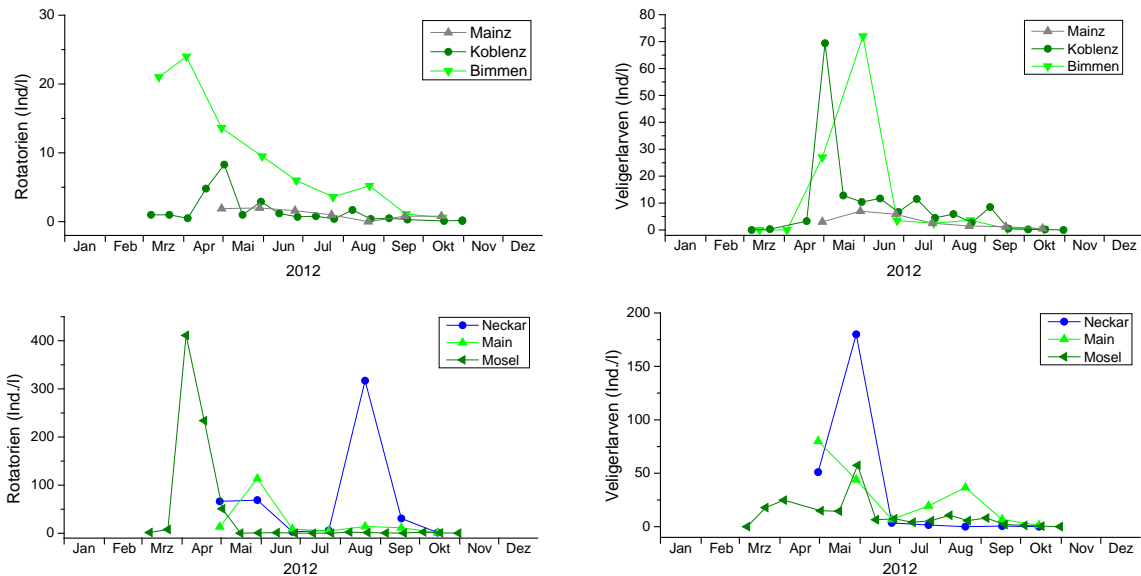 30
20
10
0
Rotatorien (Ind/l)
Mainz
Koblenz
Bimmen
Jan Feb Mrz Apr Mai Jun Jul Aug Sep Okt Nov Dez
2012
80
70
60
50
40
30
20
10
0
Veligerlarven (Ind/l)
Mainz
Koblenz
Bimmen
Jan Feb Mrz Apr Mai Jun Jul Aug Sep Okt Nov Dez
2012
400
300
200
100
0
Rotatorien (Ind./l)
Neckar
Main
Mosel
Jan Feb Mrz Apr Mai Jun Jul Aug Sep Okt Nov Dez
2012
200
150
100
50
0
Veligerlarven (Ind./l)
Neckar
Main
Mosel
Jan Feb Mrz Apr Mai Jun Jul Aug Sep Okt Nov Dez
2012